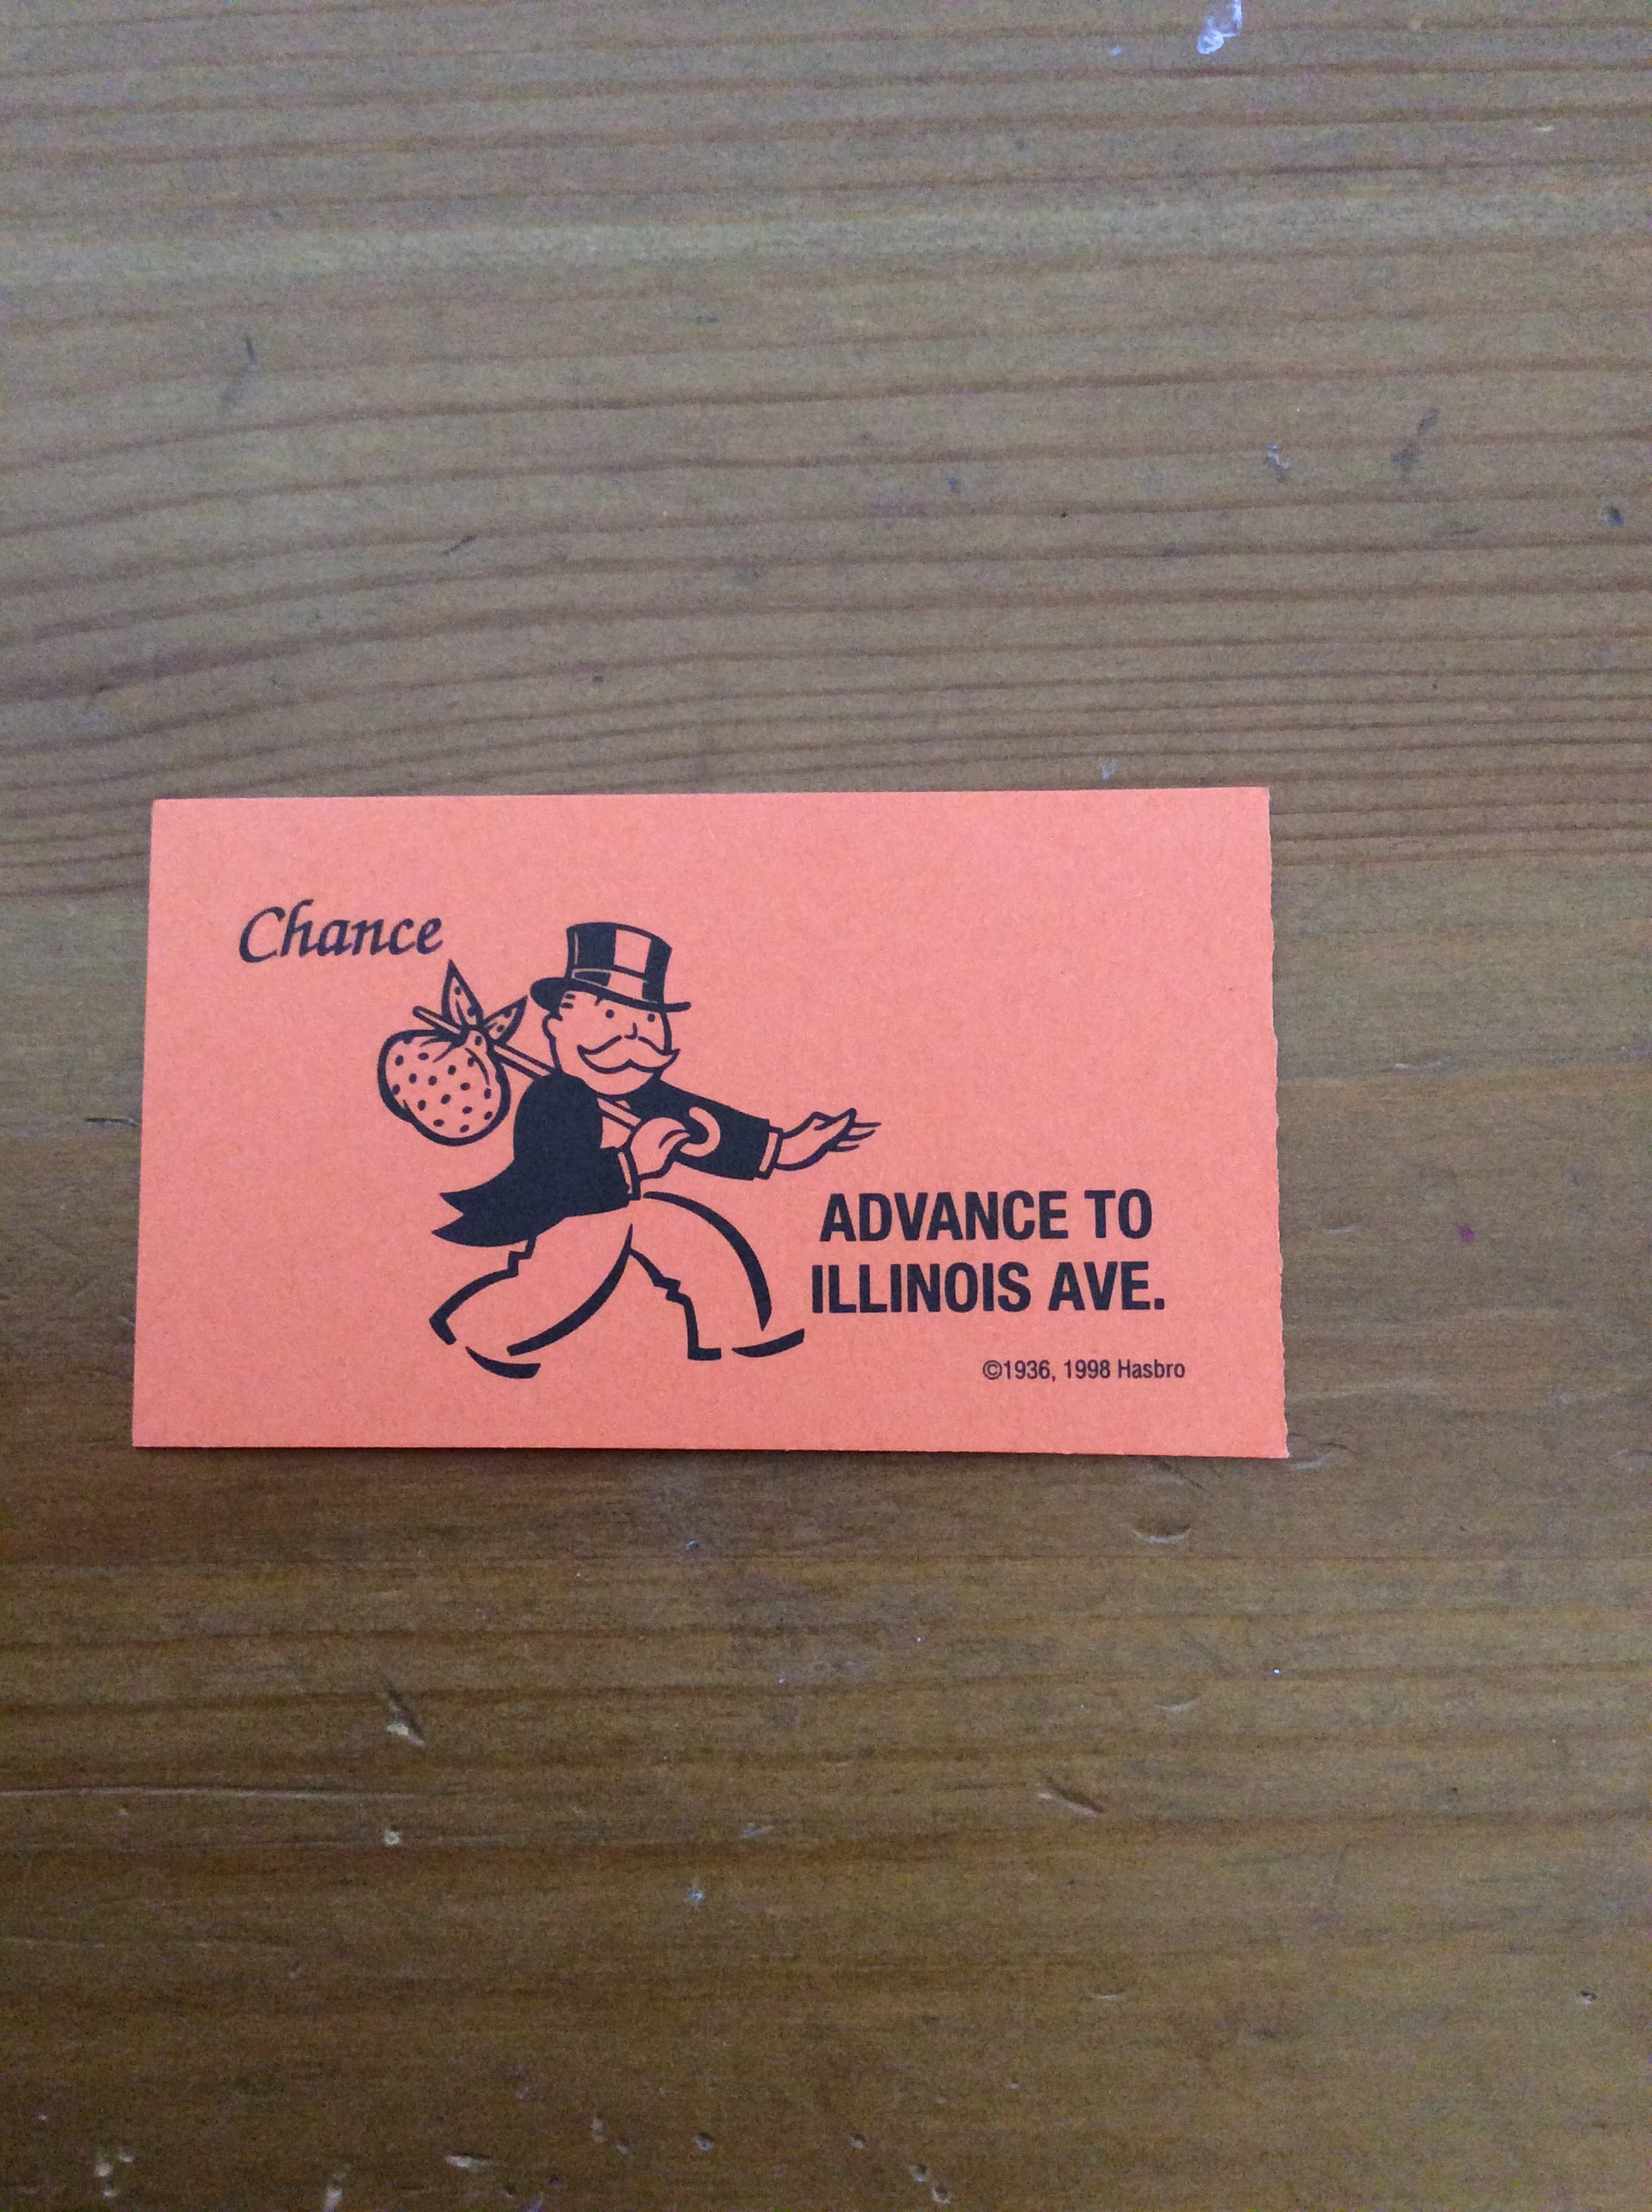 Chance
ADVANCE TO
ILLINOIS AVE.
©1936, 1998 Hasbro